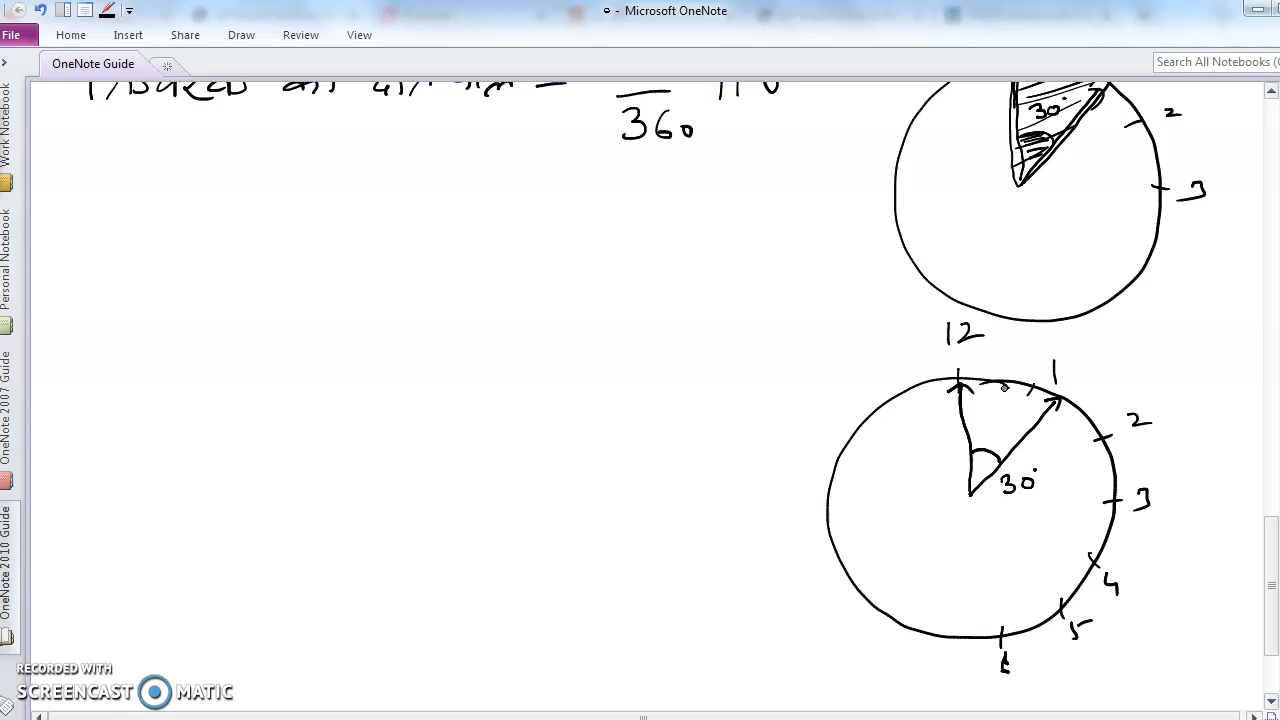 - Microsoft OneNote
File Home Insert Share Draw Review View
OneNote Guide
Search All Notebooks (C
Work Notebook
Personal Notebook
OneNote 2007 Guide
OneNote 2010 Guide
360
30°
2
3
12
1
2
30°
3
4
5
RECORDED WITH
SCREENCAST MATIC